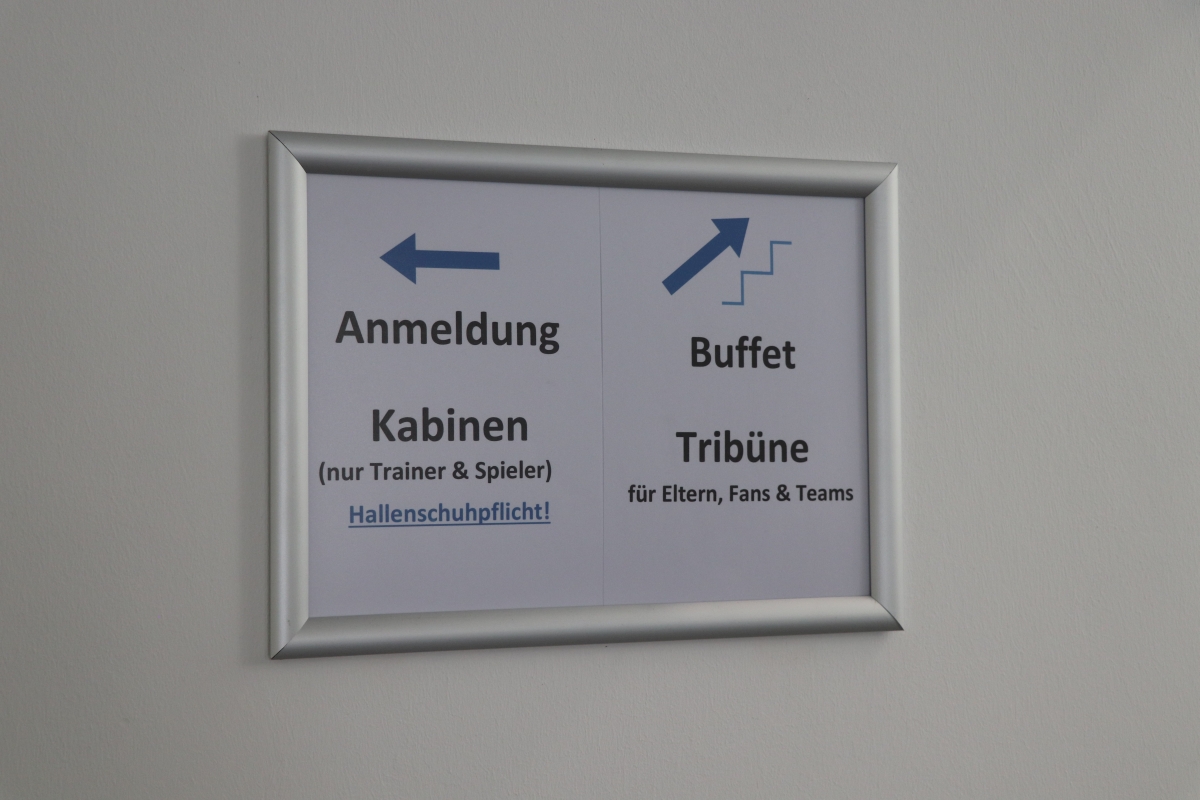 Anmeldung
Kabinen
(nur Trainer & Spieler)
Hallenschuhpflicht!
Buffet
Tribüne
für Eltern, Fans & Teams